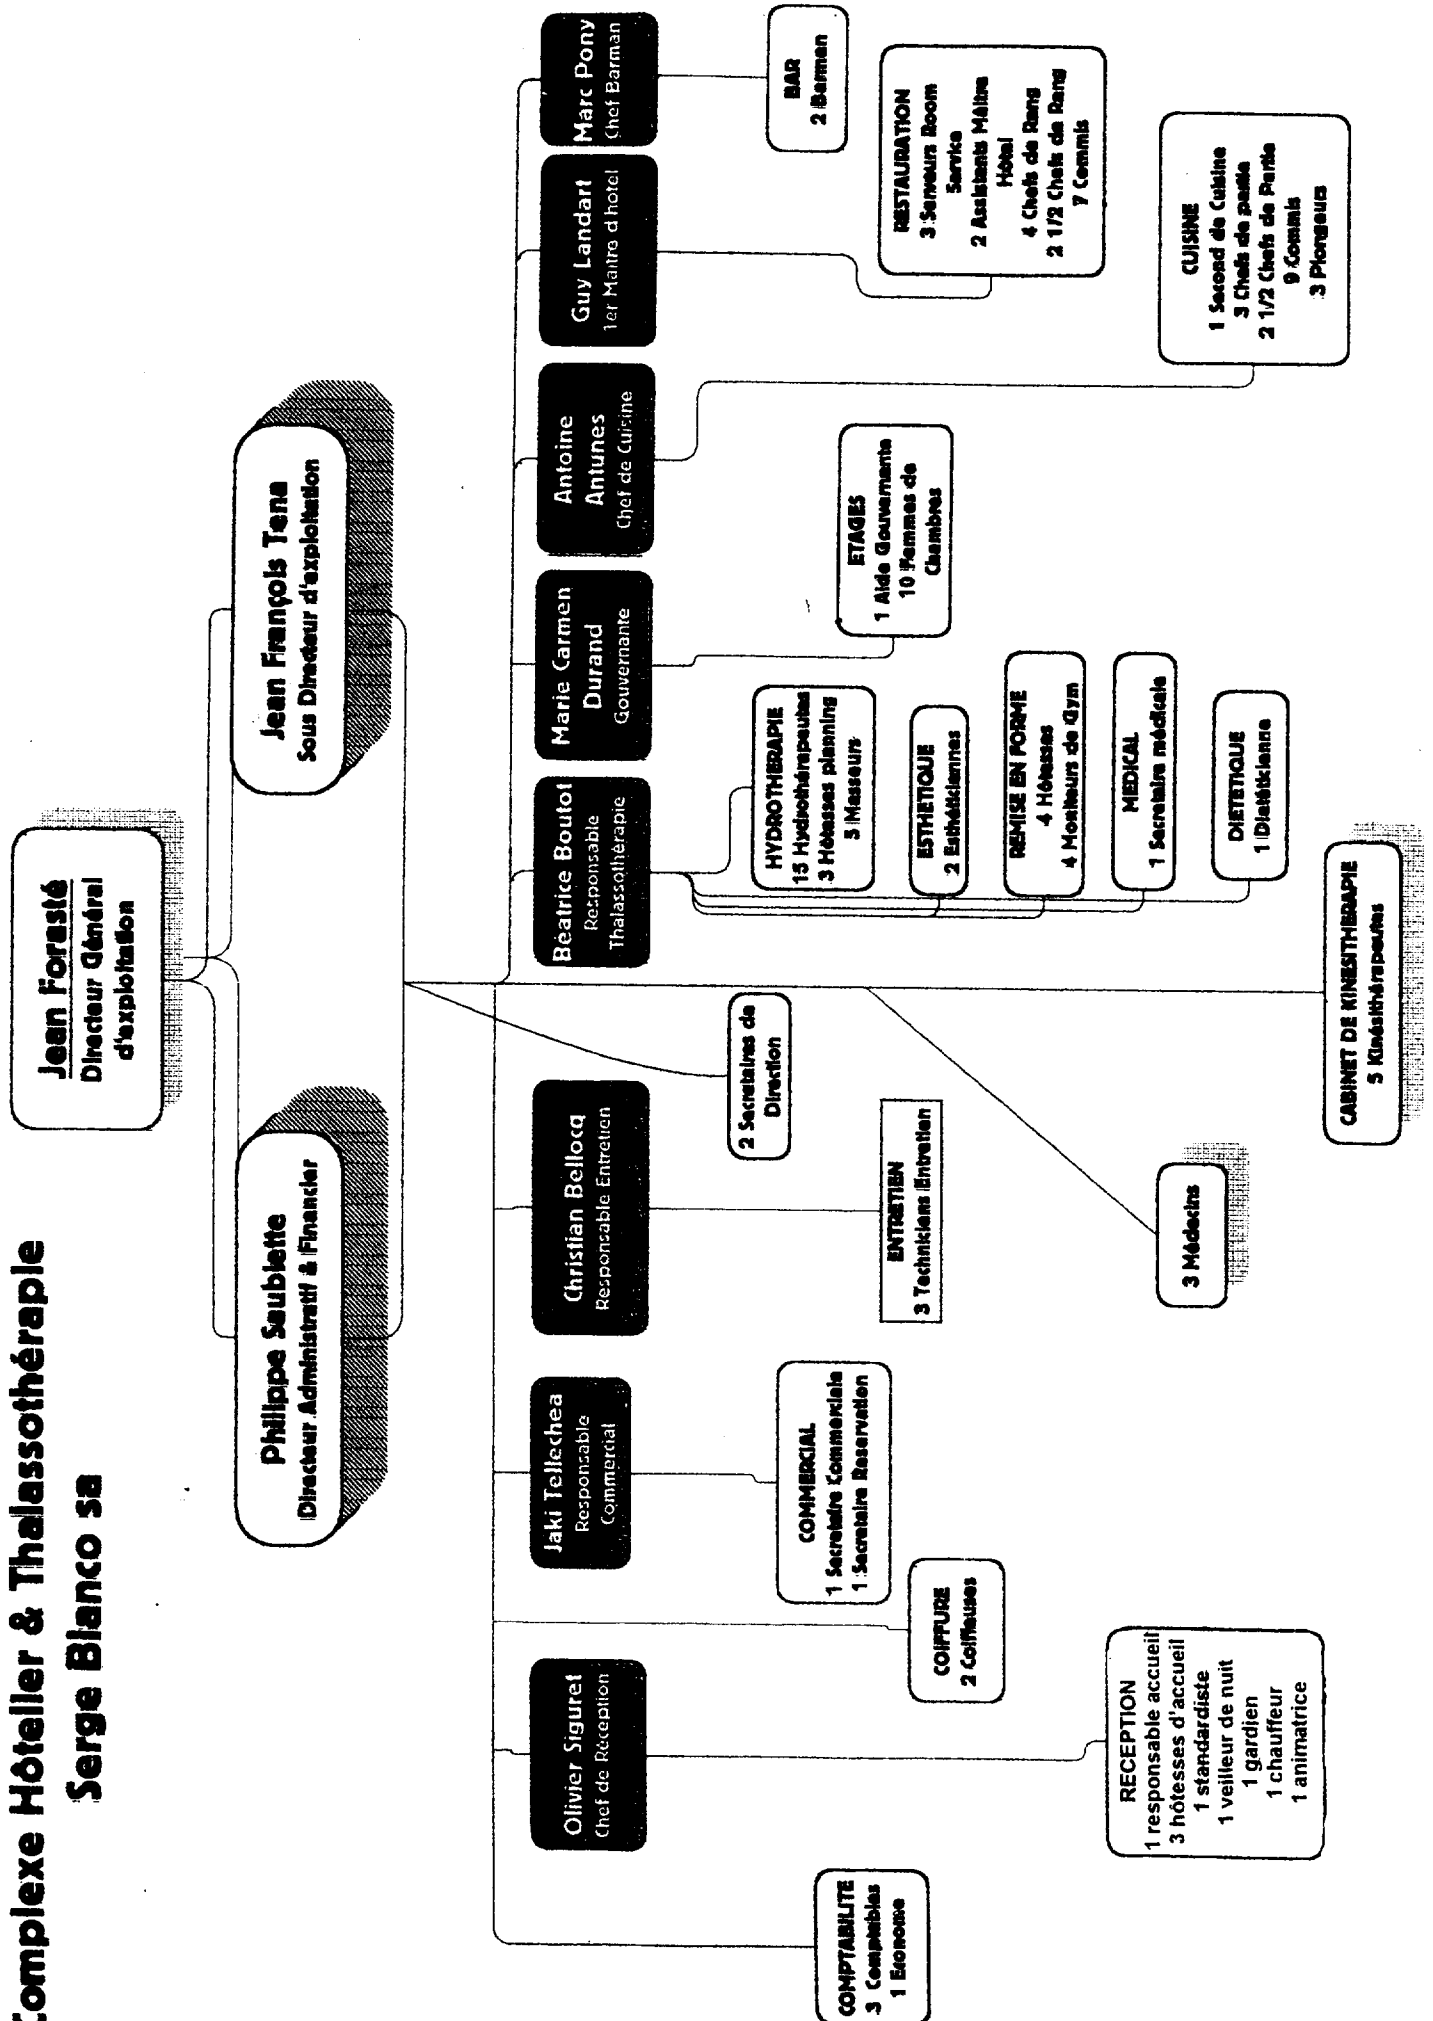 Complexe Hôtelier & Thalassothérapie
Serge Blanco sa
Jean Forasté
Directeur Général
d'exploitation
Philippe Saubiette
Directeur Administratif & Financier
Jean François Tena
Sous Directeur d'exploitation
Olivier Siguret
Chef de Réception
Jaki Tellechea
Responsable
Commercial
Christian Bellocq
Responsable Entretien
Béatrice Boutof
Responsable
Thalassothérapie
Marie Carmen
Durand
Gouvernante
Antoine
Antunes
Chef de Cuisine
Guy Landart
1er Maitre d hotel
Marc Pony
Chef Barman
COMPTABILITE
3 Comptables
1 Econome
RECEPTION
1 responsable accueil
3 hôtesses d'accueil
1 standardiste
1 veilleur de nuit
1 gardien
1 chauffeur
1 animatrice
COIFFURE
2 Coiffeuses
COMMERCIAL
1 Secretaire Commerciale
1 Secretaire Reservation
ENTRETIEN
3 Techniciens Entretien
2 Secretaires de
Direction
3 Médecins
CABINET DE KINESITHERAPIE
5 Kinésithérapeutes
HYDROTHERAPIE
15 Hydrothérapeutes
3 Hôtesses planning
5 Masseurs
ESTHETIQUE
2 Esthéticiennes
REMISE EN FORME
4 Hôtesses
4 Moniteurs de Gym
MEDICAL
1 Secretaire médicale
DIETETIQUE
1 Diététicienne
ETAGES
1 Aide Gouvernante
10 Femmes de
Chambres
CUISINE
1 Second de Cuisine
3 Chefs de partie
2 1/2 Chefs de Partie
9 Commis
3 Plongeurs
RESTAURATION
3 Serveurs Room
Service
2 Assistants Maître
Hôtel
4 Chefs de Rang
2 1/2 Chefs de Rang
7 Commis
BAR
2 Barmen